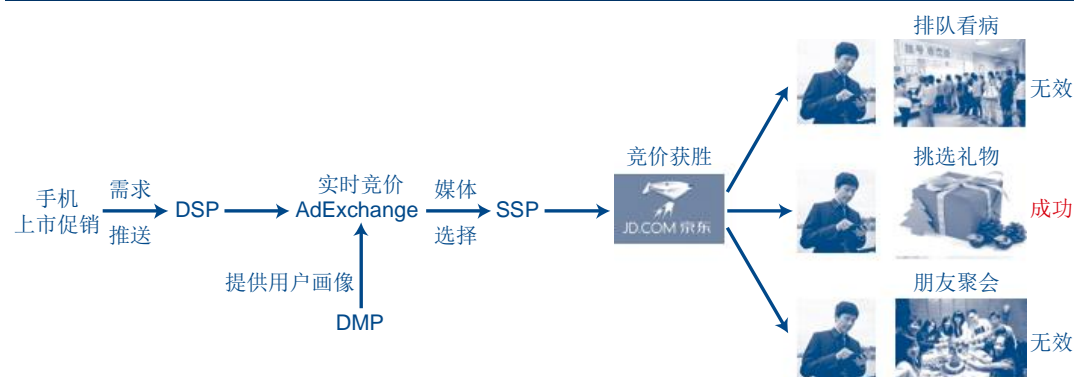 排队看病
无效
竞价获胜
挑选礼物
实时竞价
媒体
需求
手机
上市促销
DSP
AdExchange
SSP
JD.COM 京东
成功
推送
选择
提供用户画像
朋友聚会
DMP
无效